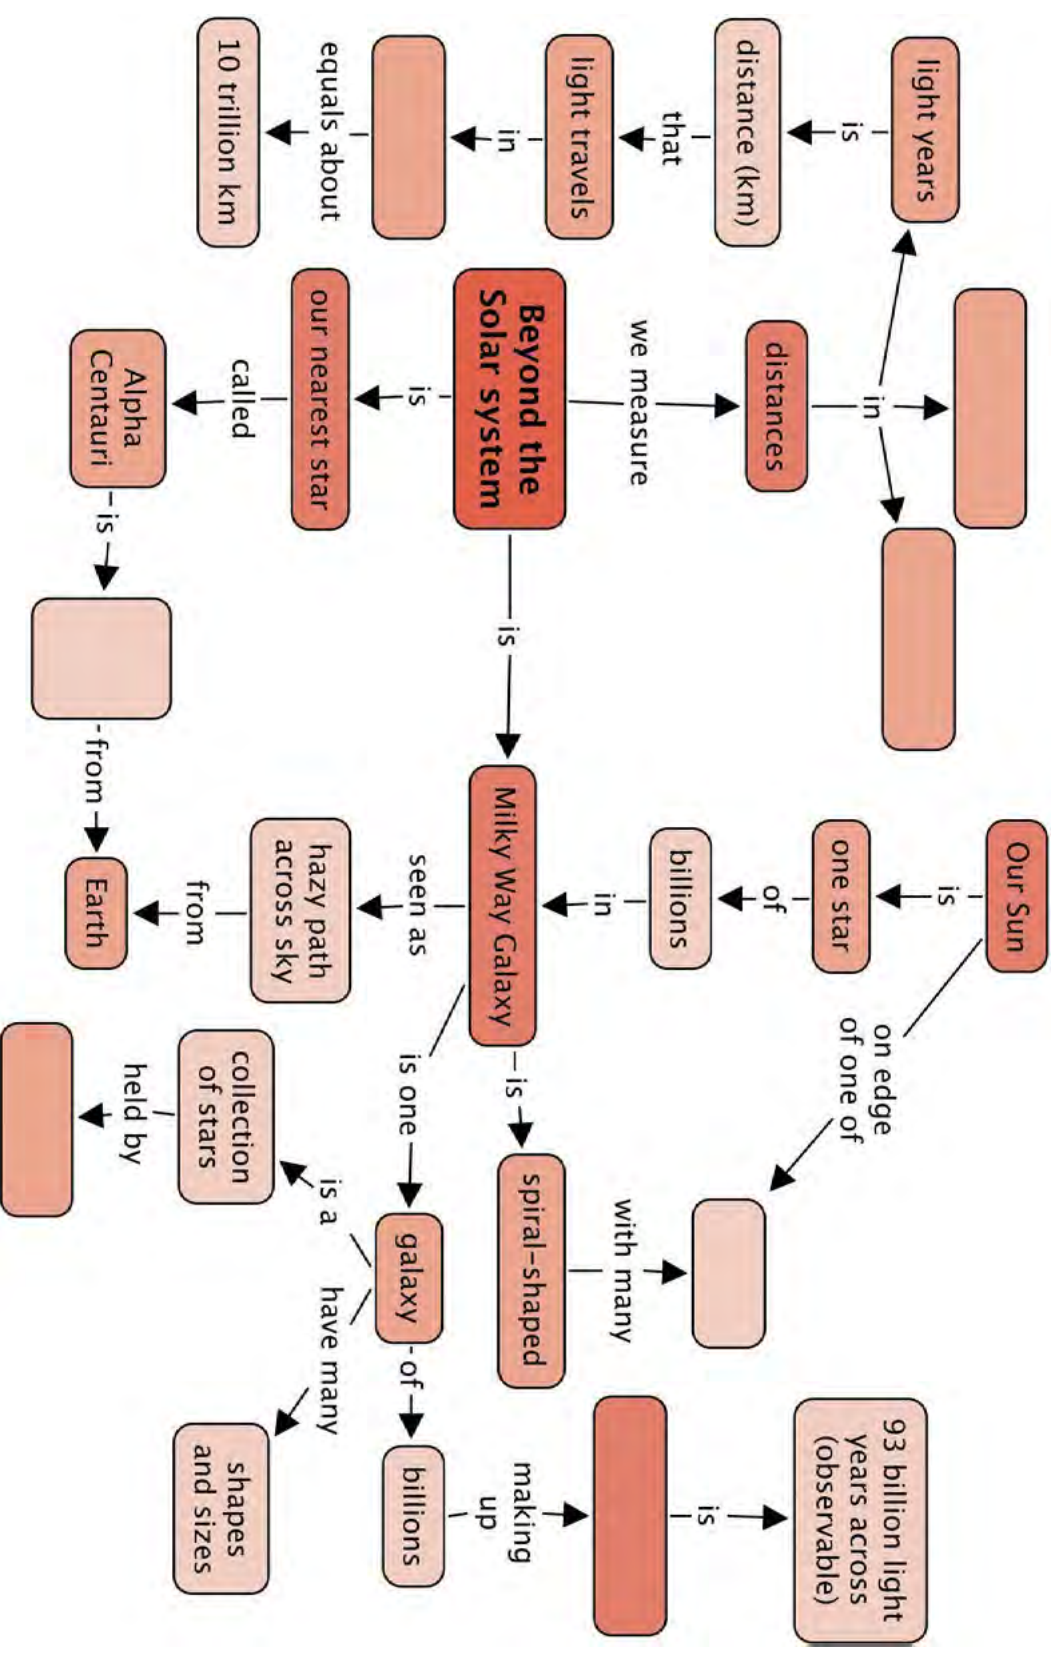 light years
is
distance (km)
that
light travels
in
equals about
10 trillion km
in
distances
we measure
Beyond the
Solar system
is
our nearest star
called
Alpha
Centauri
is
from
Earth
is
Our Sun
is
one star
of
billions
in
Milky Way Galaxy
seen as
hazy path
across sky
from
on edge
of one of
is
spiral-shaped
with many
is one
galaxy
is a
collection
of stars
held by
have many
shapes
and sizes
of
billions
making
up
is
93 billion light
years across
(observable)